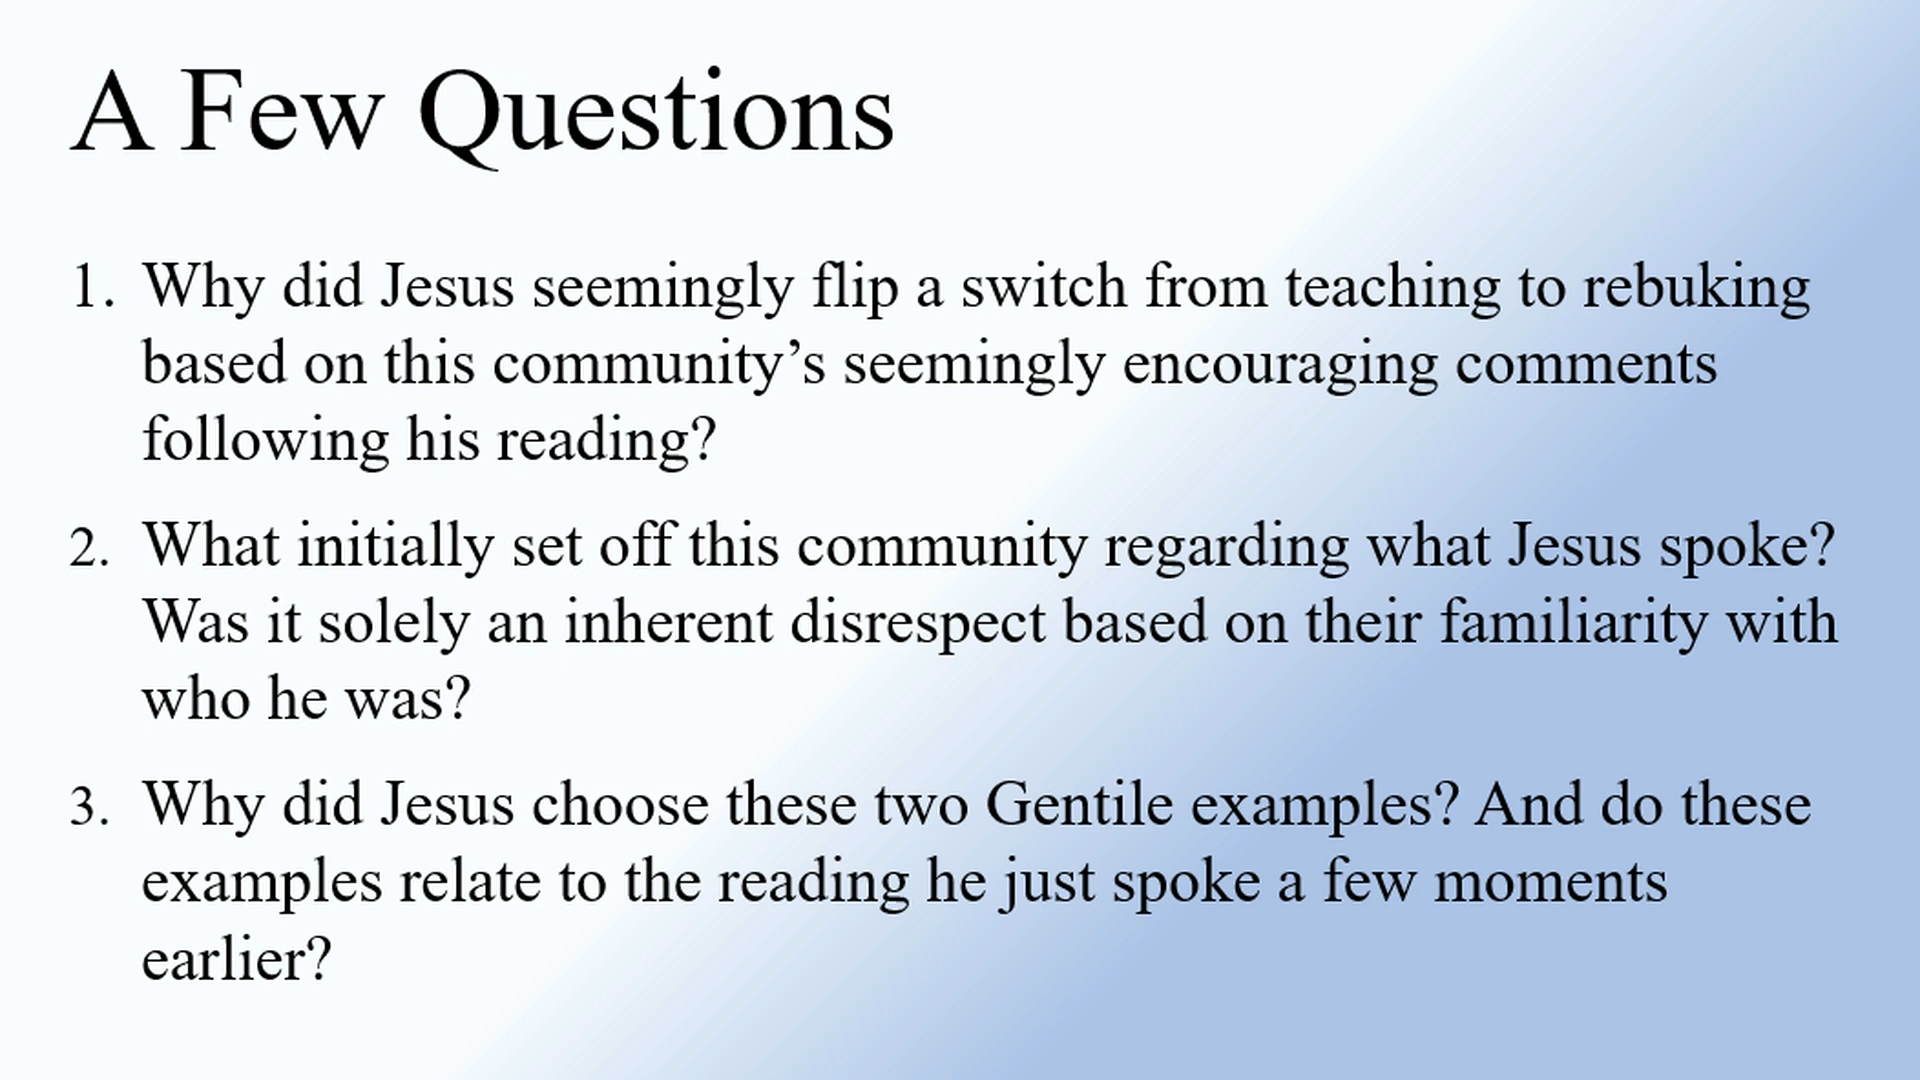 A Few Questions
1. Why did Jesus seemingly flip a switch from teaching to rebuking
based on this community’s seemingly encouraging comments
following his reading?
2. What initially set off this community regarding what Jesus spoke?
Was it solely an inherent disrespect based on their familiarity with
who he was?
3. Why did Jesus choose these two Gentile examples? And do these
examples relate to the reading he just spoke a few moments
earlier?